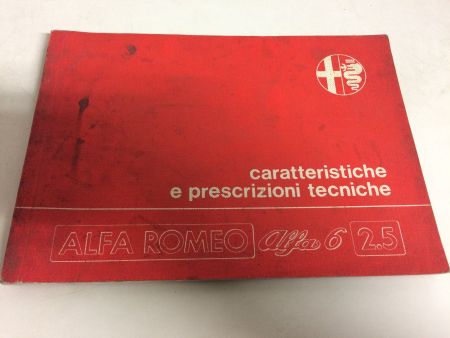 caratteristiche
e prescrizioni tecniche
ALFA ROMEO alfa 6 2.5